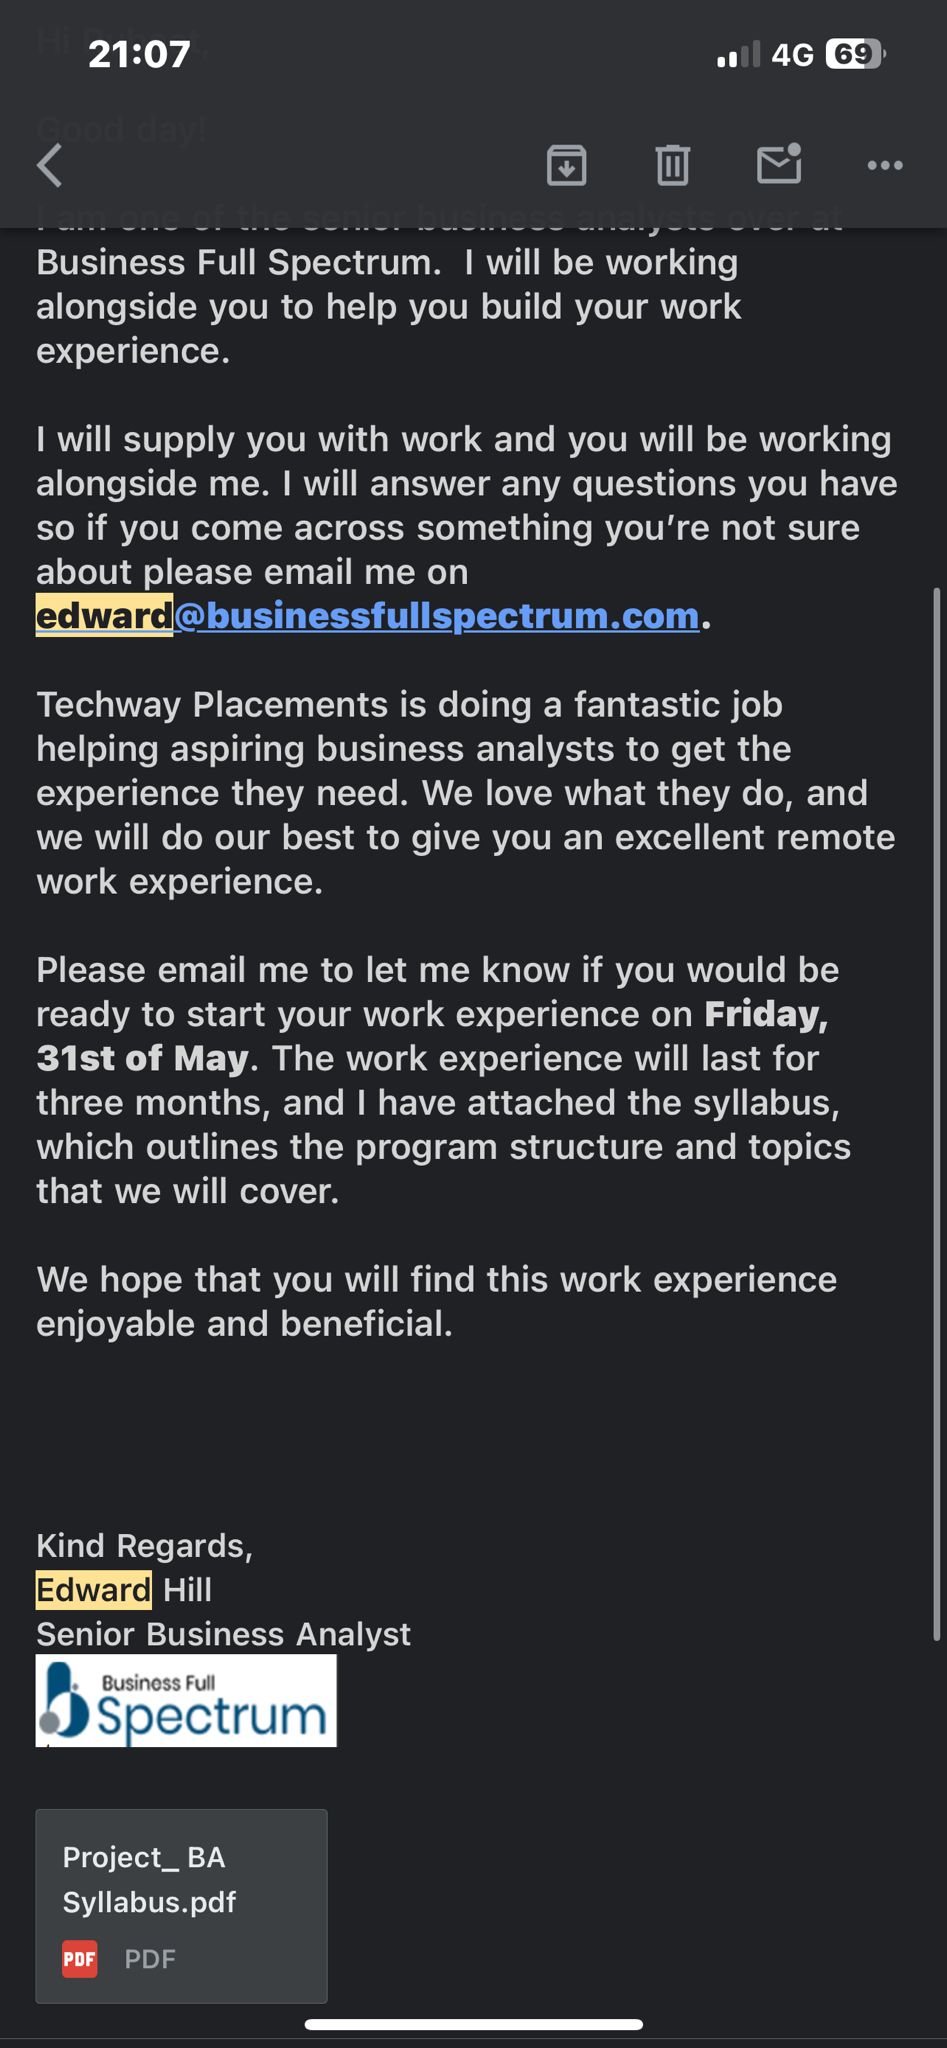 Hi
21:07
4G
69
Good day!
I am one of the senior business analysts over at
Business Full Spectrum.  I will be working
alongside you to help you build your work
experience.
I will supply you with work and you will be working
alongside me. I will answer any questions you have
so if you come across something you’re not sure
about please email me on
edward@businessfullspectrum.com.
Techway Placements is doing a fantastic job
helping aspiring business analysts to get the
experience they need. We love what they do, and
we will do our best to give you an excellent remote
work experience.
Please email me to let me know if you would be
ready to start your work experience on Friday,
31st of May. The work experience will last for
three months, and I have attached the syllabus,
which outlines the program structure and topics
that we will cover.
We hope that you will find this work experience
enjoyable and beneficial.
Kind Regards,
Edward Hill
Senior Business Analyst
Business Full
Spectrum
Project_ BA
Syllabus.pdf
PDF PDF